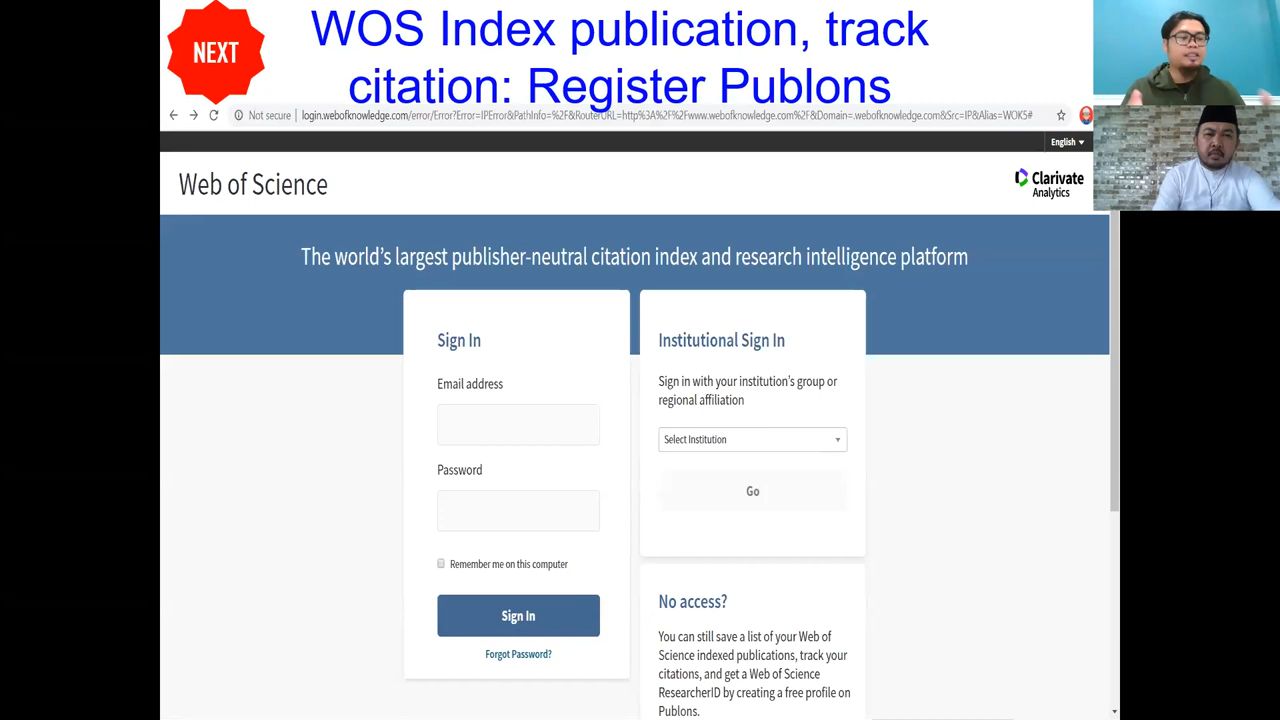 NEXT
WOS Index publication, track
citation: Register Publons
Not secure
login.webofknowledge.com/error/Error?Error=IPError&PathInfo=%2F&RouterURL=http%3A%2F%2Fwww.webofknowledge.com%2F&Domain=.webofknowledge.com&Src=IP&Alias=WOK5#
English
Web of Science
Clarivate
Analytics
The world's largest publisher-neutral citation index and research intelligence platform
Sign In
Email address
Password
Remember me on this computer
Sign In
Forgot Password?
Institutional Sign In
Sign in with your institution's group or
regional affiliation
Select Institution
Go
No access?
You can still save a list of your Web of
Science indexed publications, track your
citations, and get a Web of Science
ResearcherID by creating a free profile on
Publons.